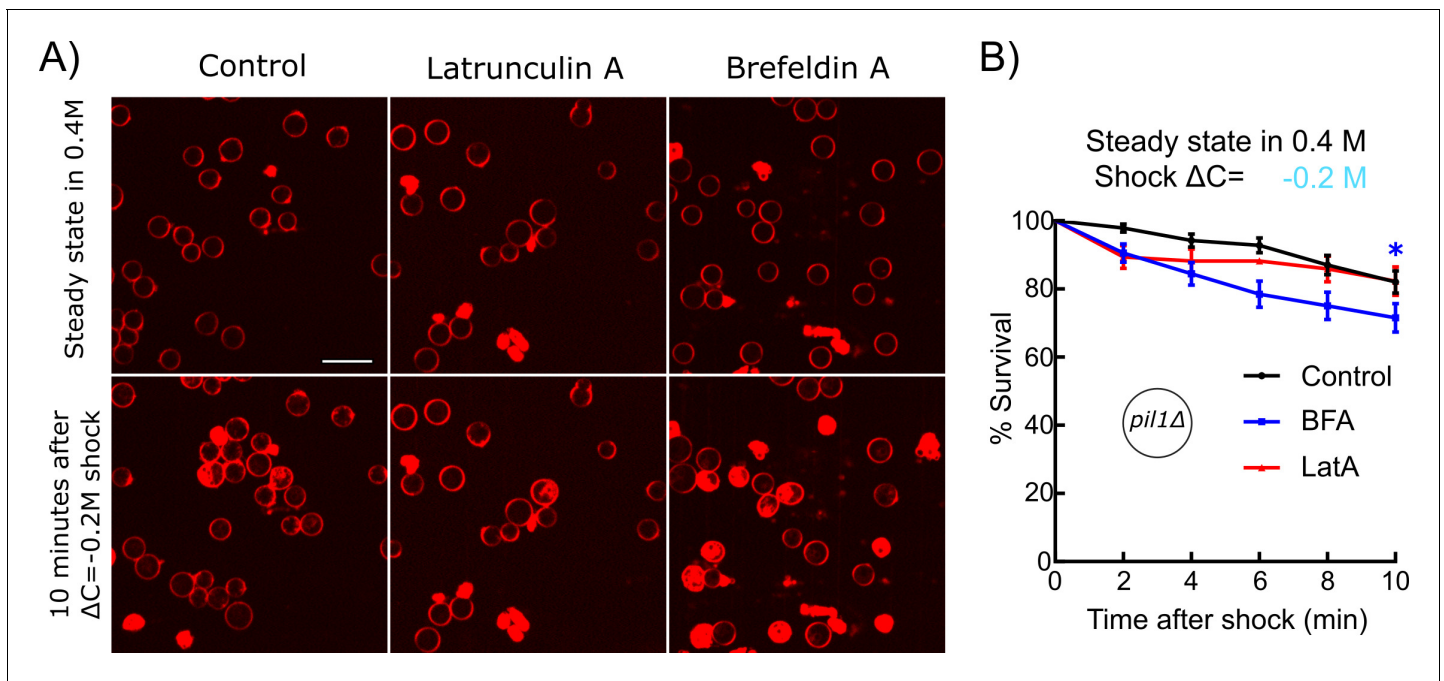 A)
Control
Latrunculin A
Brefeldin A
Steady state in 0.4M
10 minutes after
ΔC=-0.2M shock
B)
Steady state in 0.4 M
Shock ΔC= -0.2 M
100
80
60
40
20
0
% Survival
*
Control
BFA
LatA
pil1Δ
0 2 4 6 8 10
Time after shock (min)